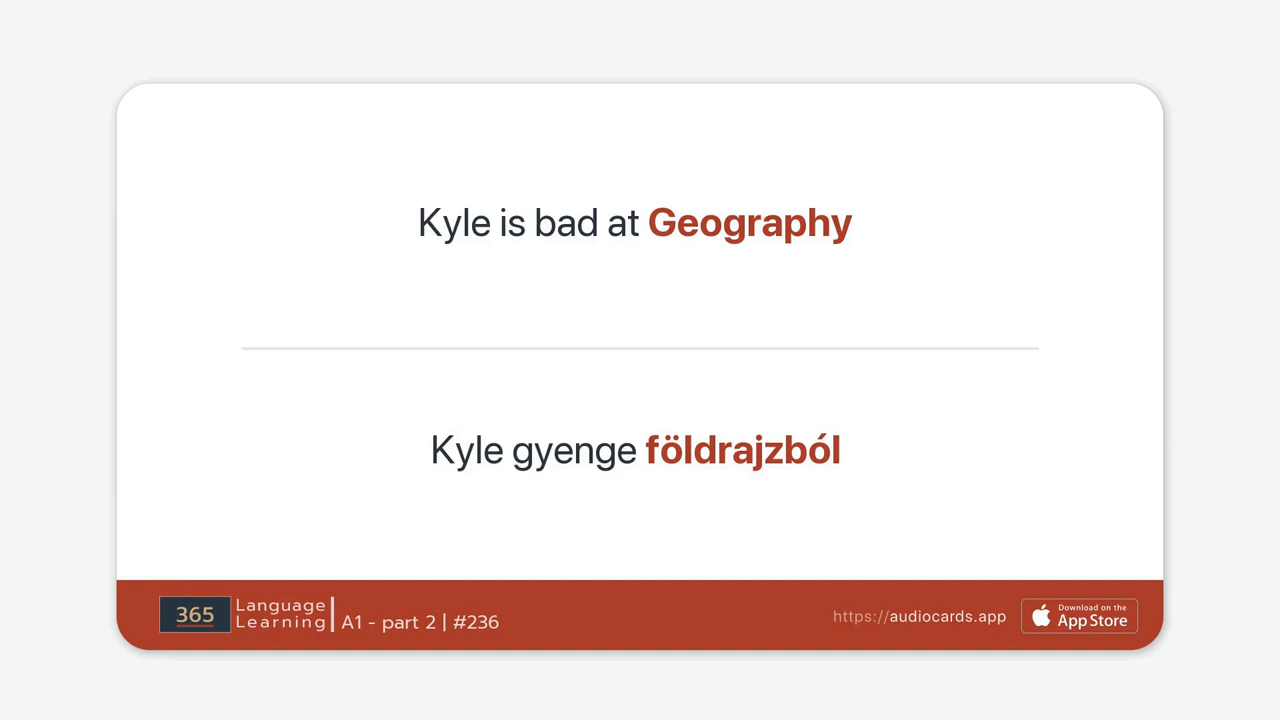 Kyle is bad at Geography
Kyle gyenge földrajzból
365
Language
Learning
A1 - part 2 | #236
https://audiocards.app
Download on the
App Store